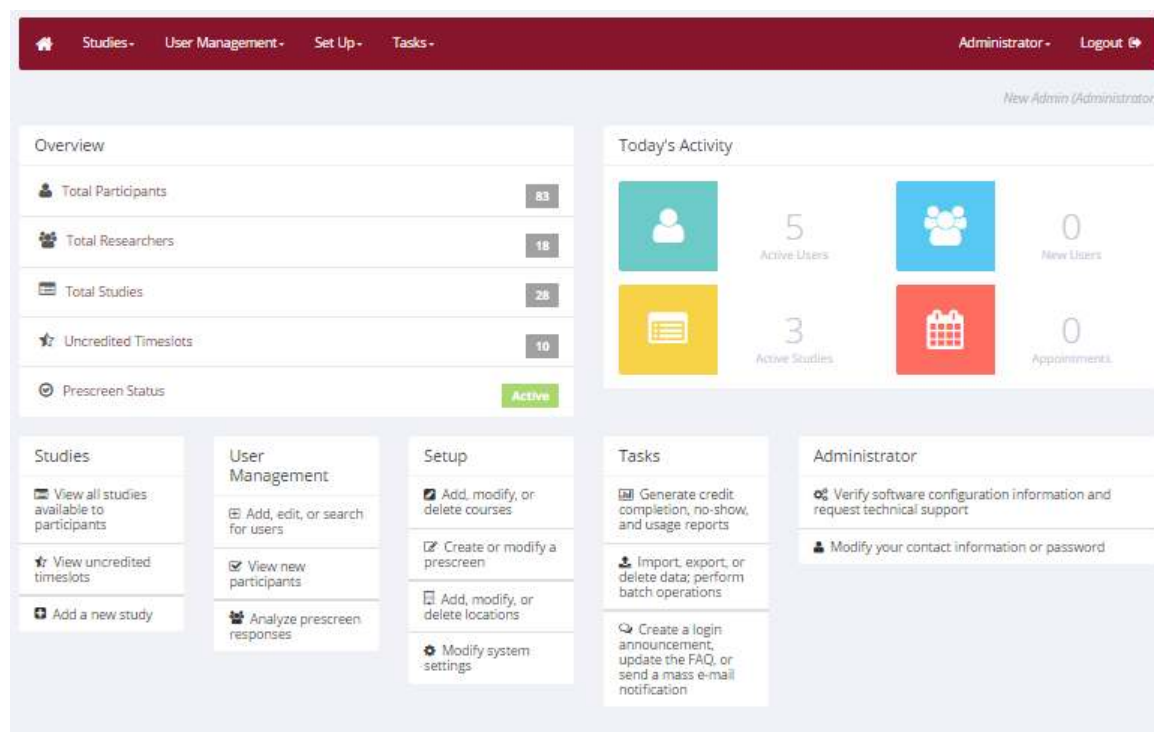 Studies User Management Set Up Tasks Administrator Logout
New Admin (Administrator
Overview
Total Participants 83
Total Researchers 18
Total Studies 28
Uncredited Timeslots 10
Prescreen Status Active
Today's Activity
5
Active Users
0
New Users
3
Active Studies
0
Appointments
Studies
View all studies
available to
participants
View uncredited
timeslots
Add a new study
User
Management
Add, edit, or search
for users
View new
participants
Analyze prescreen
responses
Setup
Add, modify, or
delete courses
Create or modify a
prescreen
Add, modify, or
delete locations
Modify system
settings
Tasks
Generate credit
completion, no-show,
and usage reports
Import, export, or
delete data; perform
batch operations
Create a login
announcement,
update the FAQ, or
send a mass e-mail
notification
Administrator
Verify software configuration information and
request technical support
Modify your contact information or password